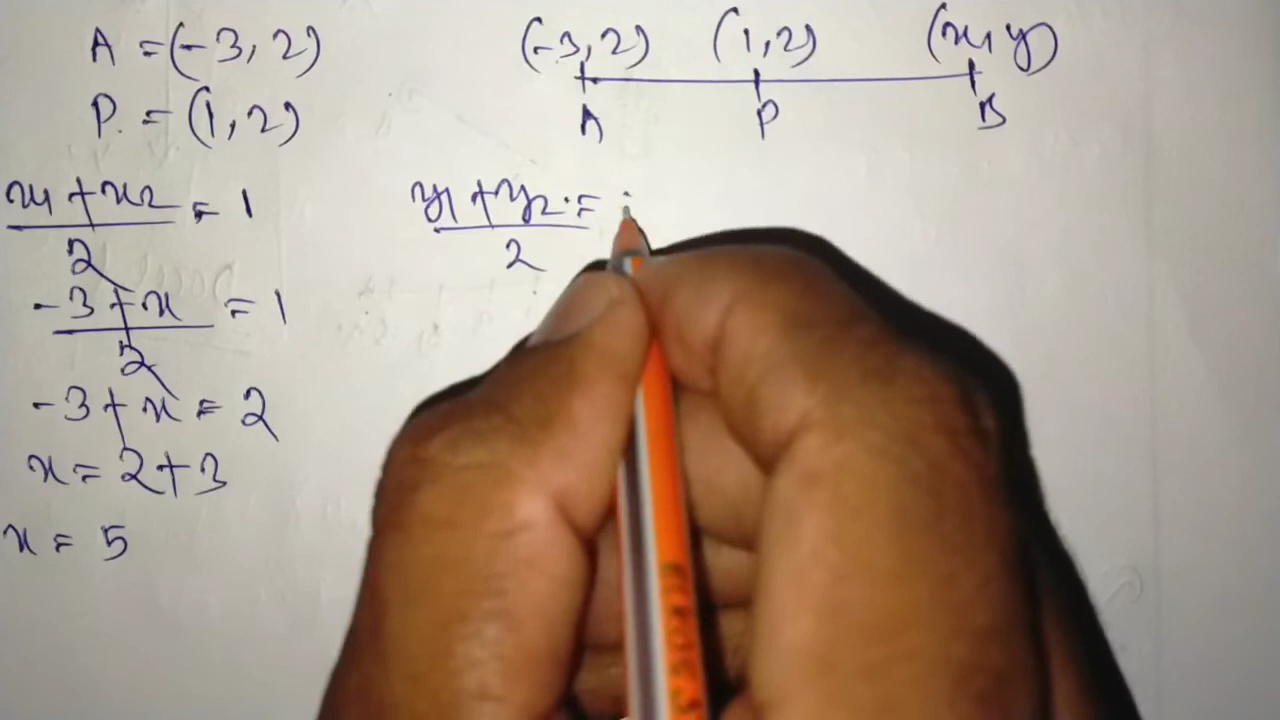 A = (-3, 2)
P. = (1, 2)
(-3, 2) (1, 2) (x, y)
A P B
x1 + x2 / 2 = 1
-3 + x / 2 = 1
-3 + x = 2
x = 2 + 3
x = 5
y1 + y2 / 2 =